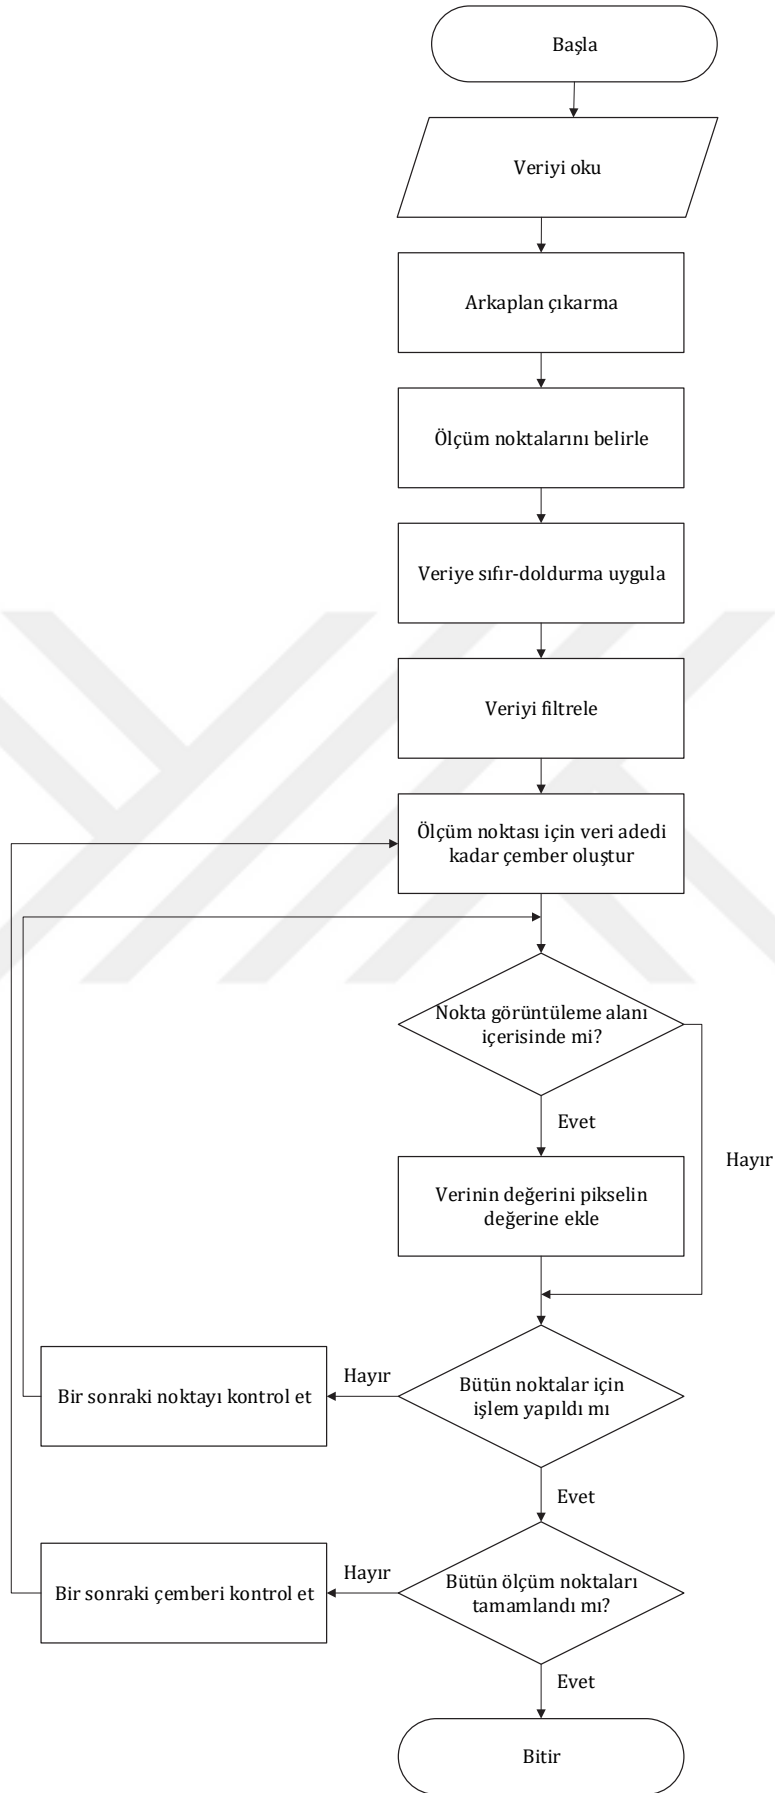 Başla
Veriyi oku
Arkaplan çıkarma
Ölçüm noktalarını belirle
Veriye sıfır-doldurma uygula
Veriyi filtrele
Ölçüm noktası için veri adedi
kadar çember oluştur
Nokta görüntüleme alanı
içerisinde mi?
Evet
Hayır
Verinin değerini pikselin
değerine ekle
Bütün noktalar için
işlem yapıldı mı
Hayır
Bir sonraki noktayı kontrol et
Evet
Bütün ölçüm noktaları
tamamlandı mı?
Hayır
Bir sonraki çemberi kontrol et
Evet
Bitir